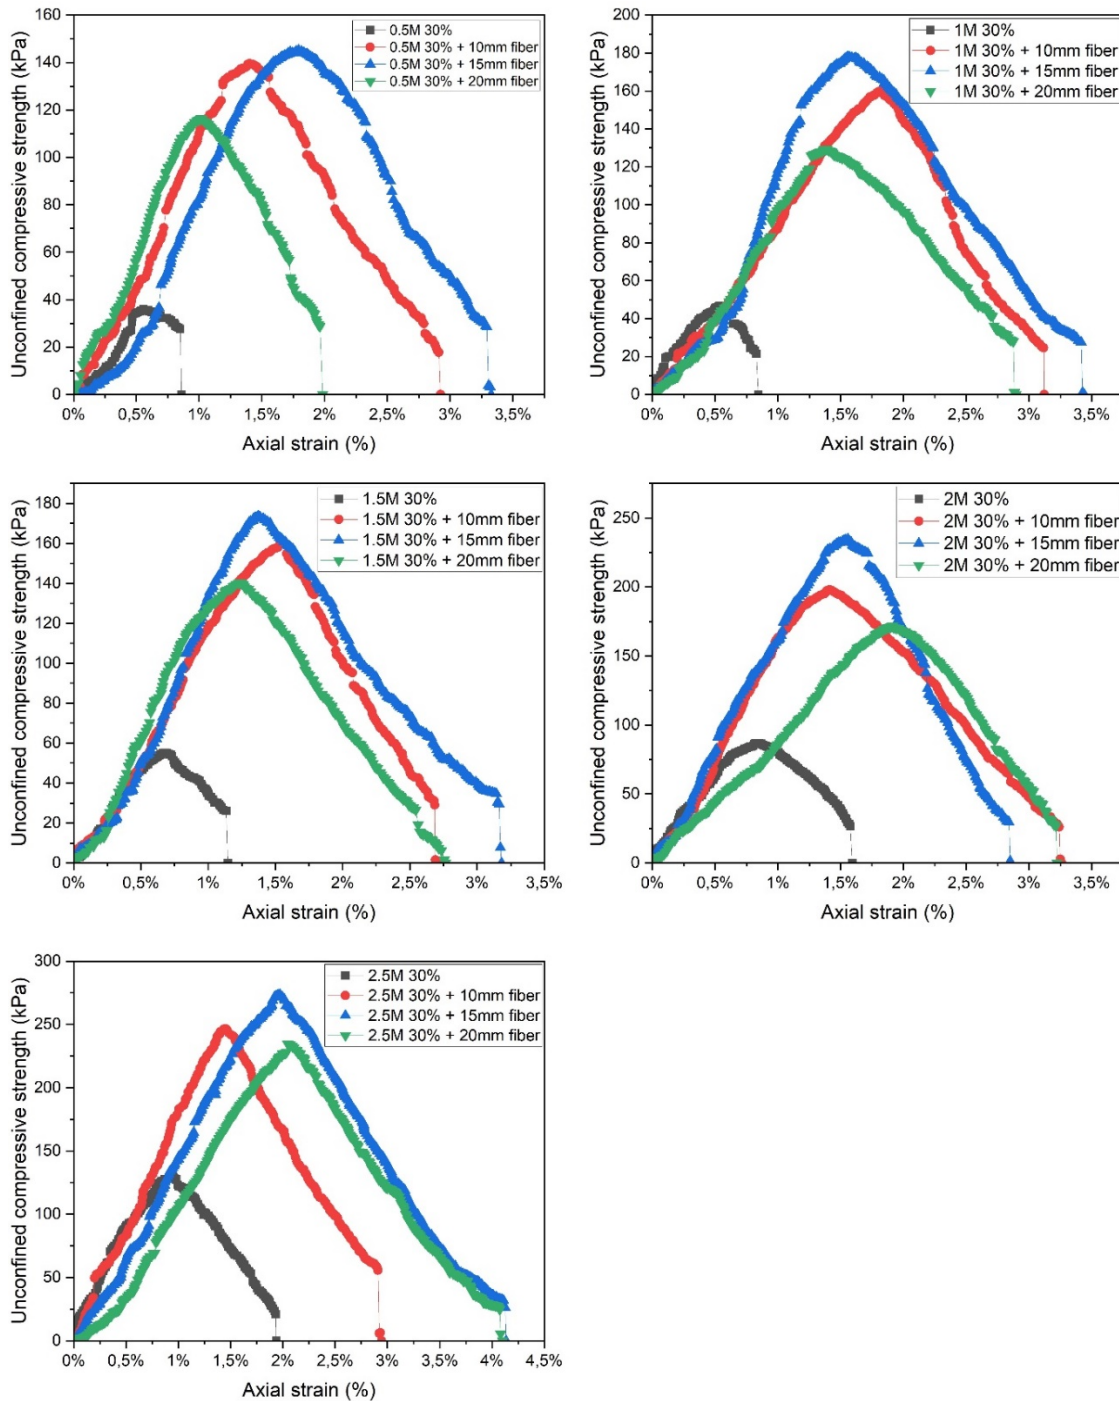 Unconfined compressive strength (kPa)
160
140
120
100
80
60
40
20
0
0.5M 30%
0.5M 30% + 10mm fiber
0.5M 30% + 15mm fiber
0.5M 30% + 20mm fiber
0% 0,5% 1% 1,5% 2% 2,5% 3% 3,5%
Axial strain (%)
Unconfined compressive strength (kPa)
200
180
160
140
120
100
80
60
40
20
0
1M 30%
1M 30% + 10mm fiber
1M 30% + 15mm fiber
1M 30% + 20mm fiber
0% 0,5% 1% 1,5% 2% 2,5% 3% 3,5%
Axial strain (%)
Unconfined compressive strength (kPa)
180
160
140
120
100
80
60
40
20
0
1.5M 30%
1.5M 30% + 10mm fiber
1.5M 30% + 15mm fiber
1.5M 30% + 20mm fiber
0% 0,5% 1% 1,5% 2% 2,5% 3% 3,5%
Axial strain (%)
Unconfined compressive strength (kPa)
250
200
150
100
50
0
2M 30%
2M 30% + 10mm fiber
2M 30% + 15mm fiber
2M 30% + 20mm fiber
0% 0,5% 1% 1,5% 2% 2,5% 3% 3,5%
Axial strain (%)
Unconfined compressive strength (kPa)
300
250
200
150
100
50
0
2.5M 30%
2.5M 30% + 10mm fiber
2.5M 30% + 15mm fiber
2.5M 30% + 20mm fiber
0% 0,5% 1% 1,5% 2% 2,5% 3% 3,5% 4% 4,5%
Axial strain (%)